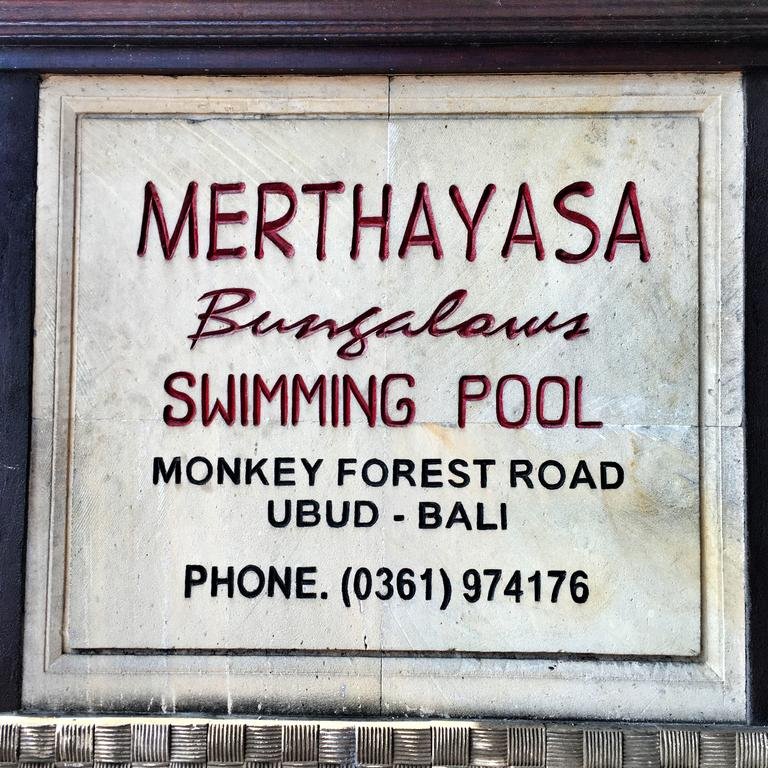 MERTHAYASA
Bungalows
SWIMMING POOL
MONKEY FOREST ROAD
UBUD - BALI
PHONE. (0361) 974176